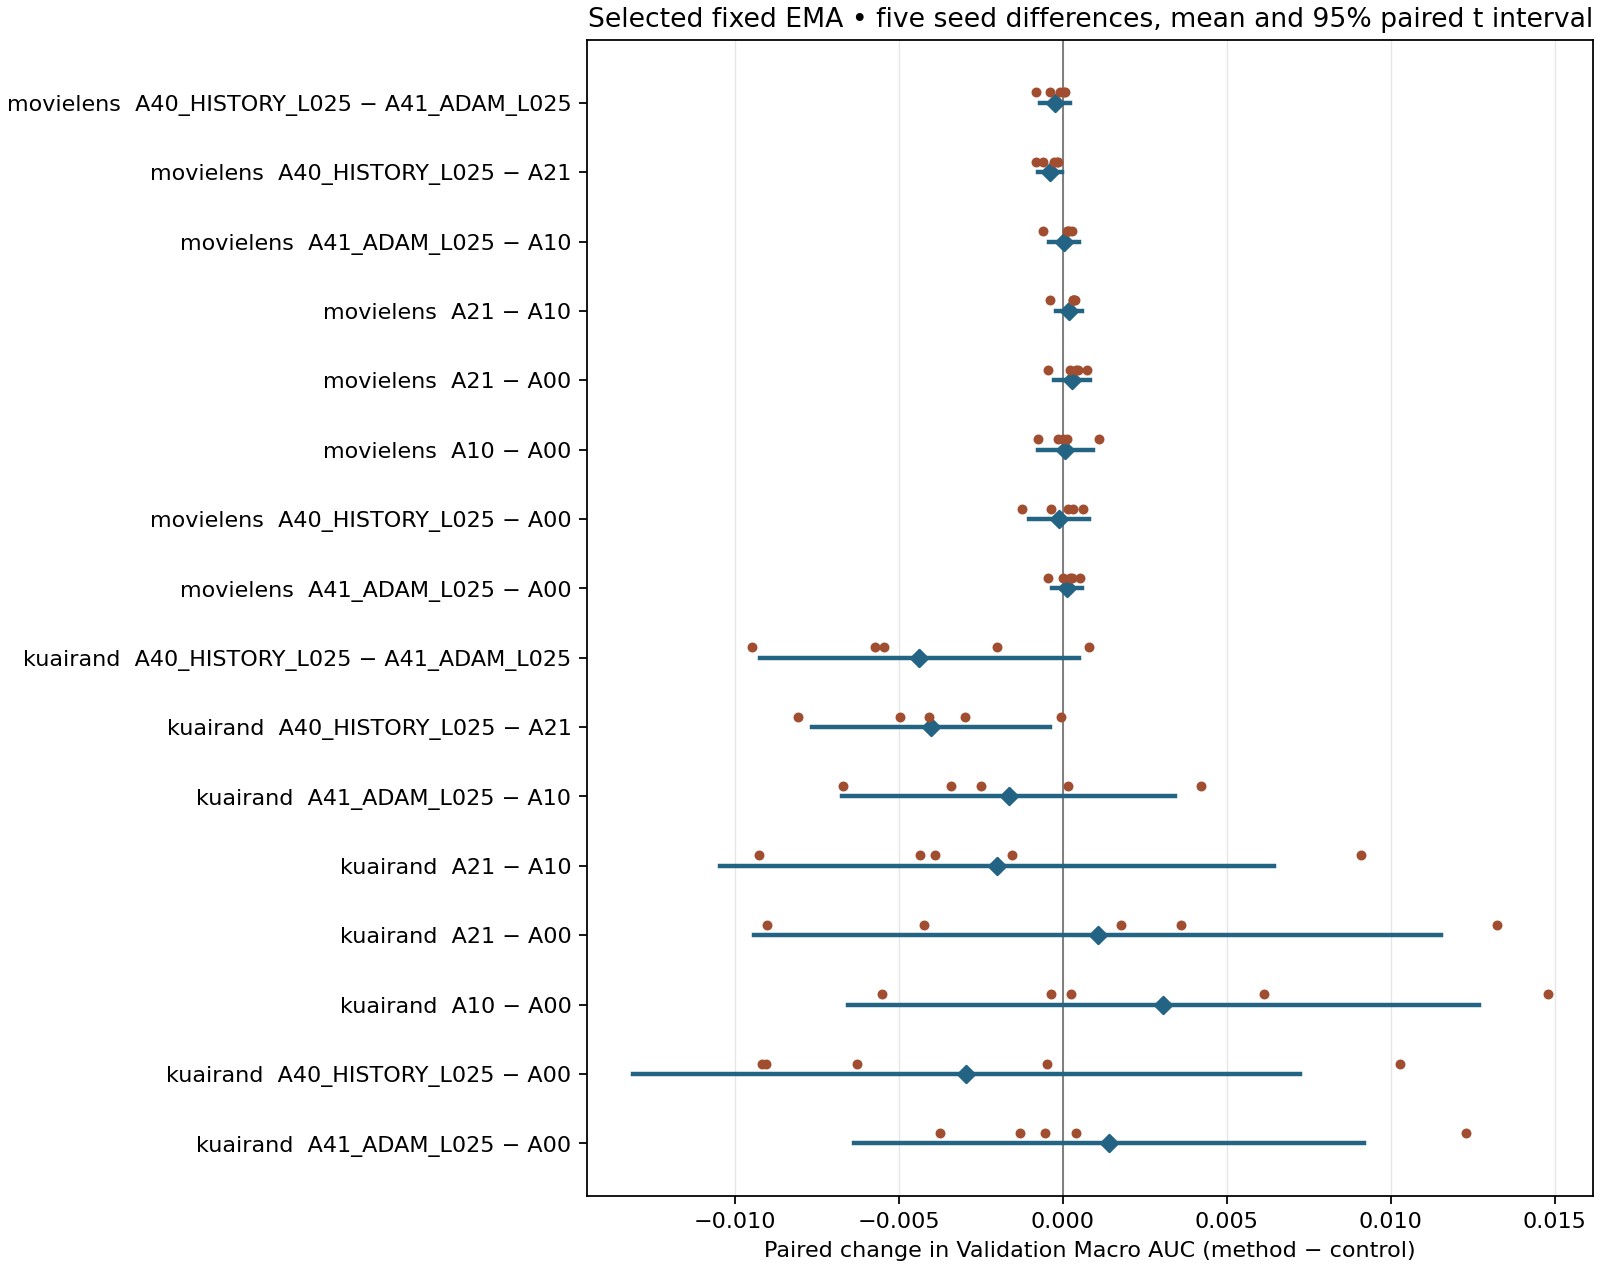 Selected fixed EMA • five seed differences, mean and 95% paired t interval
movielens  A40_HISTORY_L025 − A41_ADAM_L025
movielens  A40_HISTORY_L025 − A21
movielens  A41_ADAM_L025 − A10
movielens  A21 − A10
movielens  A21 − A00
movielens  A10 − A00
movielens  A40_HISTORY_L025 − A00
movielens  A41_ADAM_L025 − A00
kuairand  A40_HISTORY_L025 − A41_ADAM_L025
kuairand  A40_HISTORY_L025 − A21
kuairand  A41_ADAM_L025 − A10
kuairand  A21 − A10
kuairand  A21 − A00
kuairand  A10 − A00
kuairand  A40_HISTORY_L025 − A00
kuairand  A41_ADAM_L025 − A00
−0.010 −0.005 0.000 0.005 0.010 0.015
Paired change in Validation Macro AUC (method − control)